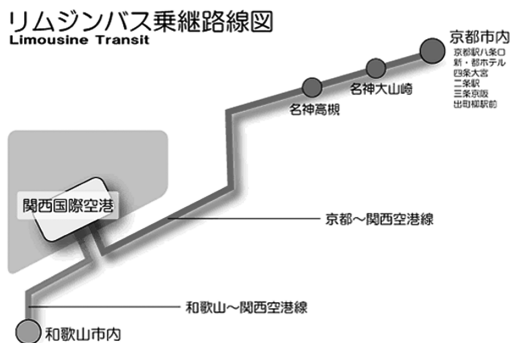 リムジンバス乗継路線図
Limousine Transit
京都市内
京都駅八条口
新・都ホテル
四条大宮
二条駅
三条京阪
出町柳駅前
名神大山崎
名神高槻
関西国際空港
京都～関西空港線
和歌山～関西空港線
和歌山市内